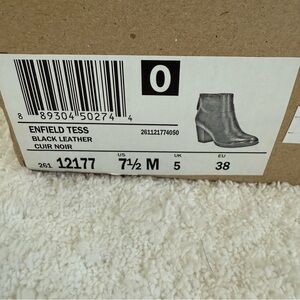 0
8 89304 50274 4
ENFIELD TESS
261121774050
BLACK LEATHER
CUIR NOIR
US UK EU
261 12177 7½ M 5 38